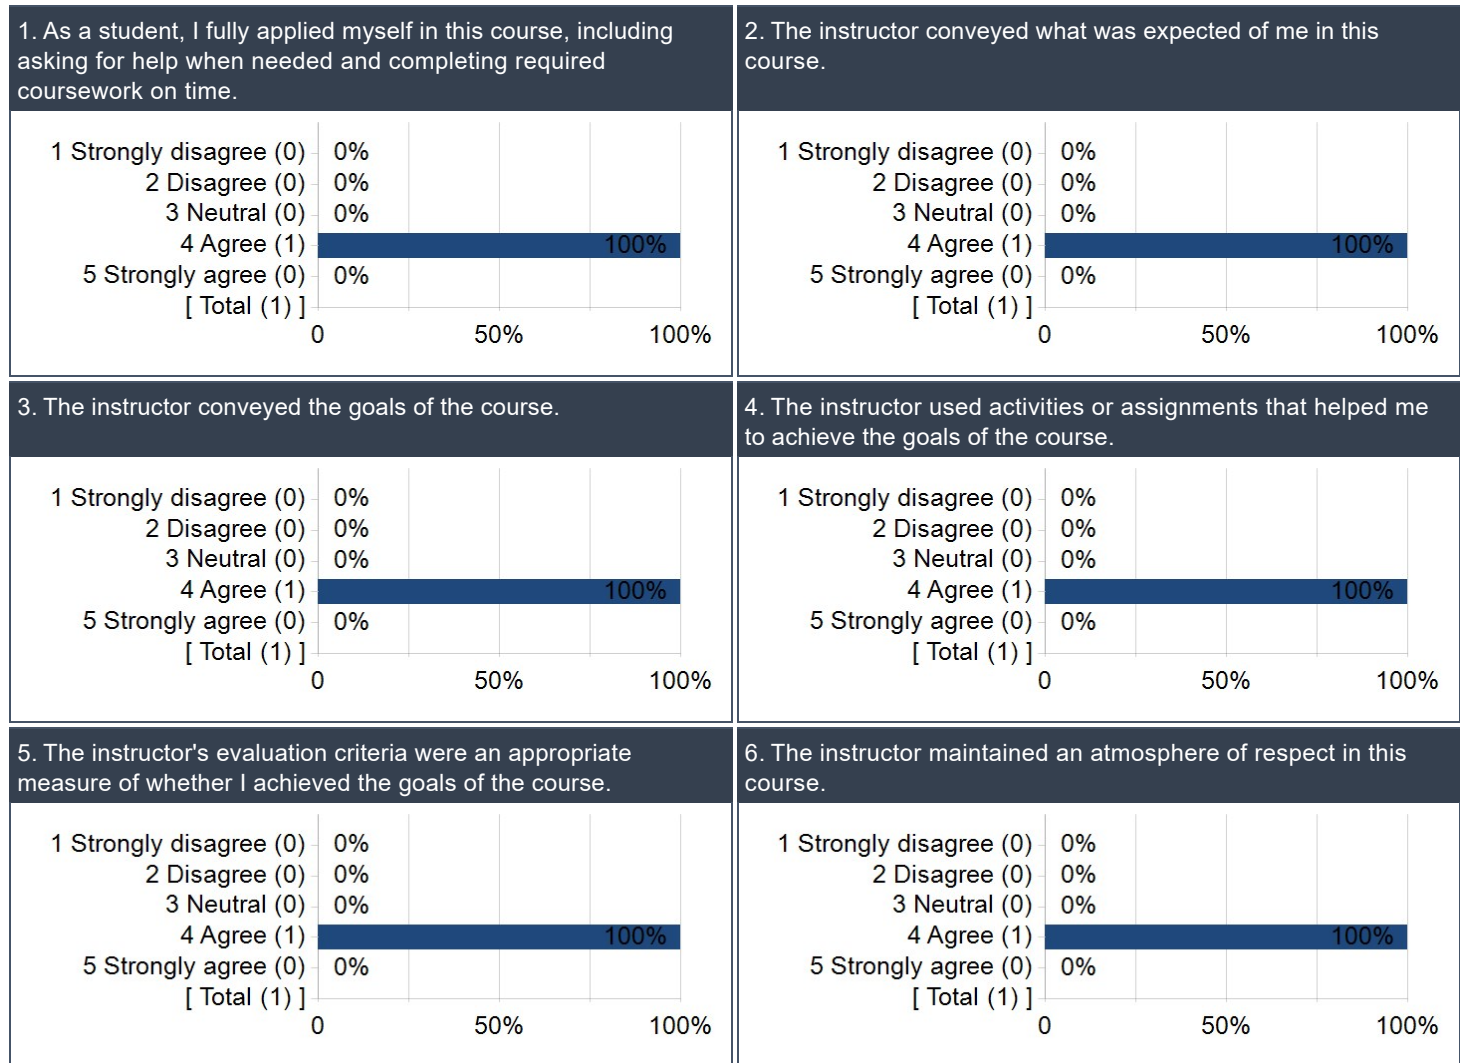 1. As a student, I fully applied myself in this course, including
asking for help when needed and completing required
coursework on time.
1 Strongly disagree (0) 0%
2 Disagree (0) 0%
3 Neutral (0) 0%
4 Agree (1) 100%
5 Strongly agree (0) 0%
[ Total (1) ]
0 50% 100%
2. The instructor conveyed what was expected of me in this
course.
1 Strongly disagree (0) 0%
2 Disagree (0) 0%
3 Neutral (0) 0%
4 Agree (1) 100%
5 Strongly agree (0) 0%
[ Total (1) ]
0 50% 100%
3. The instructor conveyed the goals of the course.
1 Strongly disagree (0) 0%
2 Disagree (0) 0%
3 Neutral (0) 0%
4 Agree (1) 100%
5 Strongly agree (0) 0%
[ Total (1) ]
0 50% 100%
4. The instructor used activities or assignments that helped me
to achieve the goals of the course.
1 Strongly disagree (0) 0%
2 Disagree (0) 0%
3 Neutral (0) 0%
4 Agree (1) 100%
5 Strongly agree (0) 0%
[ Total (1) ]
0 50% 100%
5. The instructor's evaluation criteria were an appropriate
measure of whether I achieved the goals of the course.
1 Strongly disagree (0) 0%
2 Disagree (0) 0%
3 Neutral (0) 0%
4 Agree (1) 100%
5 Strongly agree (0) 0%
[ Total (1) ]
0 50% 100%
6. The instructor maintained an atmosphere of respect in this
course.
1 Strongly disagree (0) 0%
2 Disagree (0) 0%
3 Neutral (0) 0%
4 Agree (1) 100%
5 Strongly agree (0) 0%
[ Total (1) ]
0 50% 100%